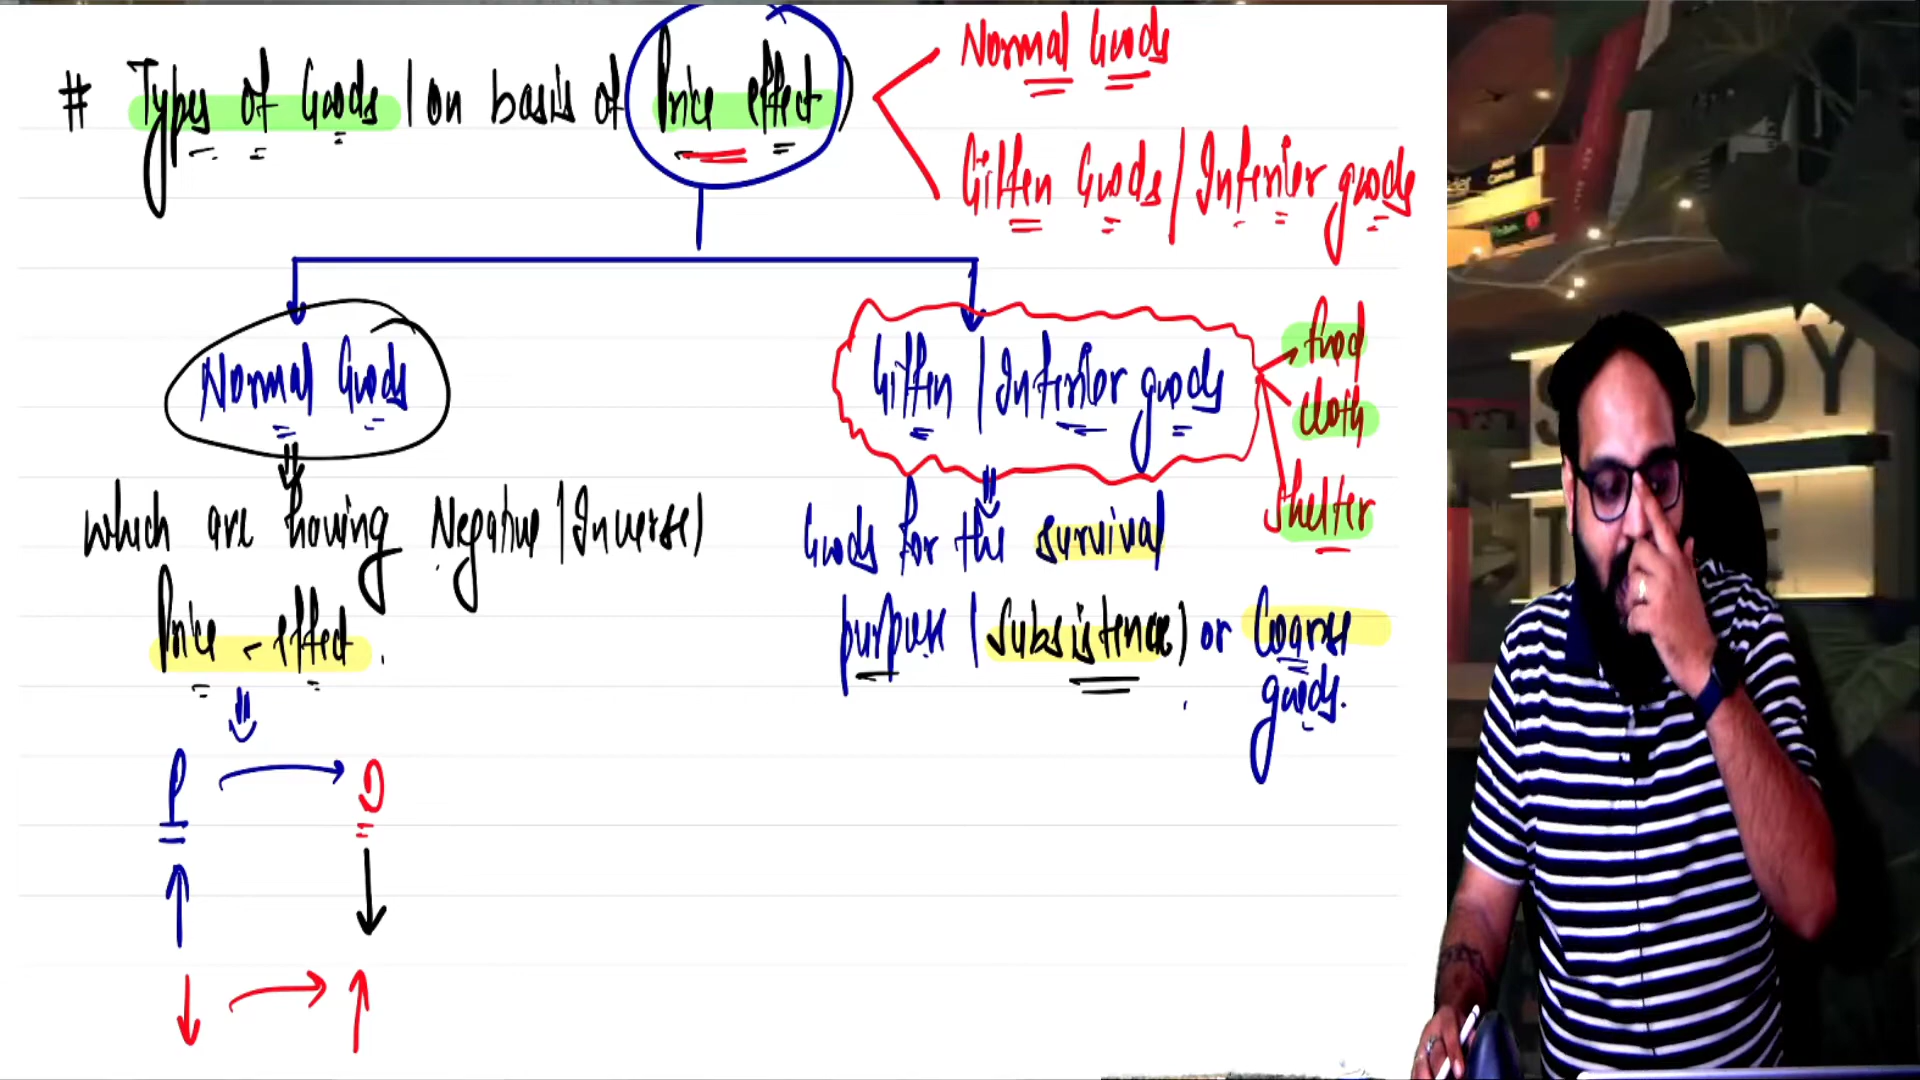 # Types of Goods (on basis of Price effect)
Normal Goods
Giffen Goods / Inferior goods
Normal Goods
Giffen / Inferior goods
food
cloth
shelter
which are having Negative (Inverse)
Price - effect.
Goods for the survival
purpose (Subsistence) or Coarse
goods.
P → D
↑ ↓
↓ → ↑
STUDY